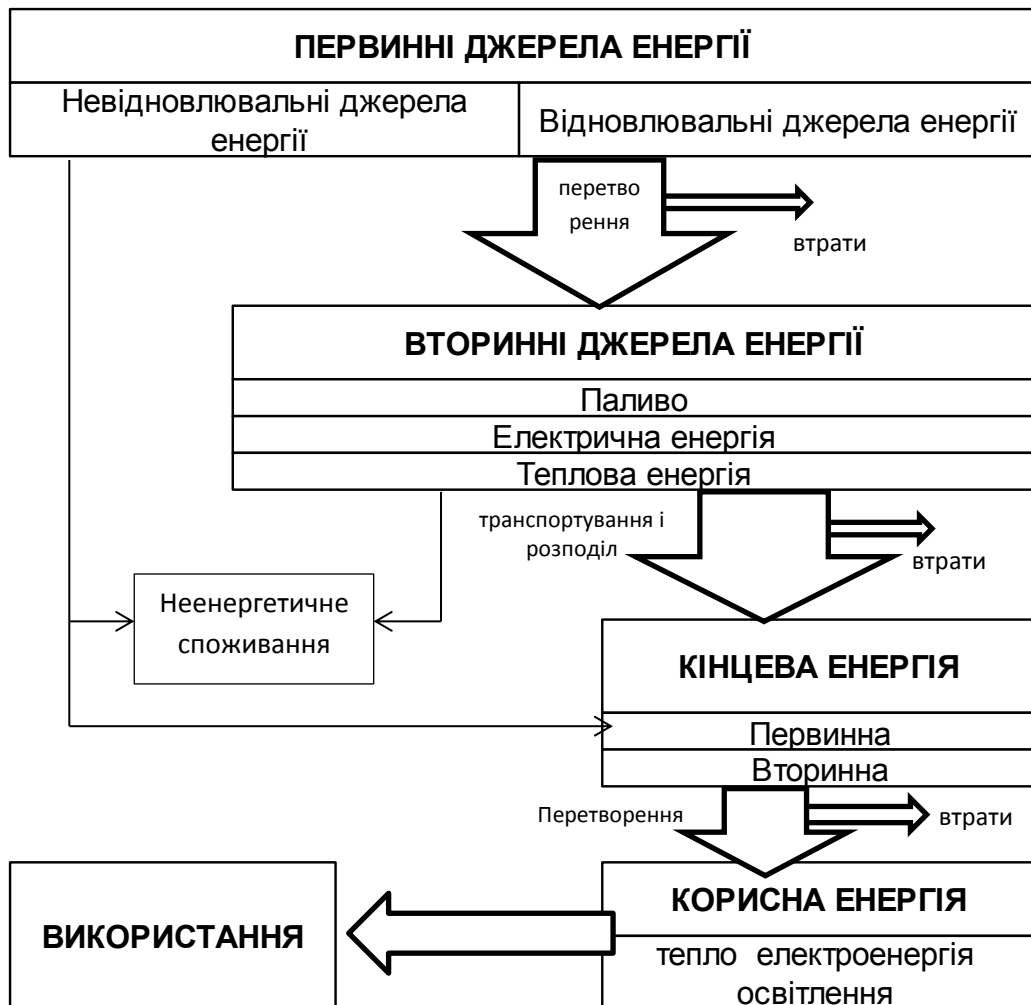 ПЕРВИННІ ДЖЕРЕЛА ЕНЕРГІЇ
Невідновлювальні джерела
енергії
Відновлювальні джерела енергії
перетво
рення
втрати
ВТОРИННІ ДЖЕРЕЛА ЕНЕРГІЇ
Паливо
Електрична енергія
Теплова енергія
транспортування і
розподіл
втрати
Неенергетичне
споживання
КІНЦЕВА ЕНЕРГІЯ
Первинна
Вторинна
Перетворення
втрати
КОРИСНА ЕНЕРГІЯ
тепло електроенергія
освітлення
ВИКОРИСТАННЯ